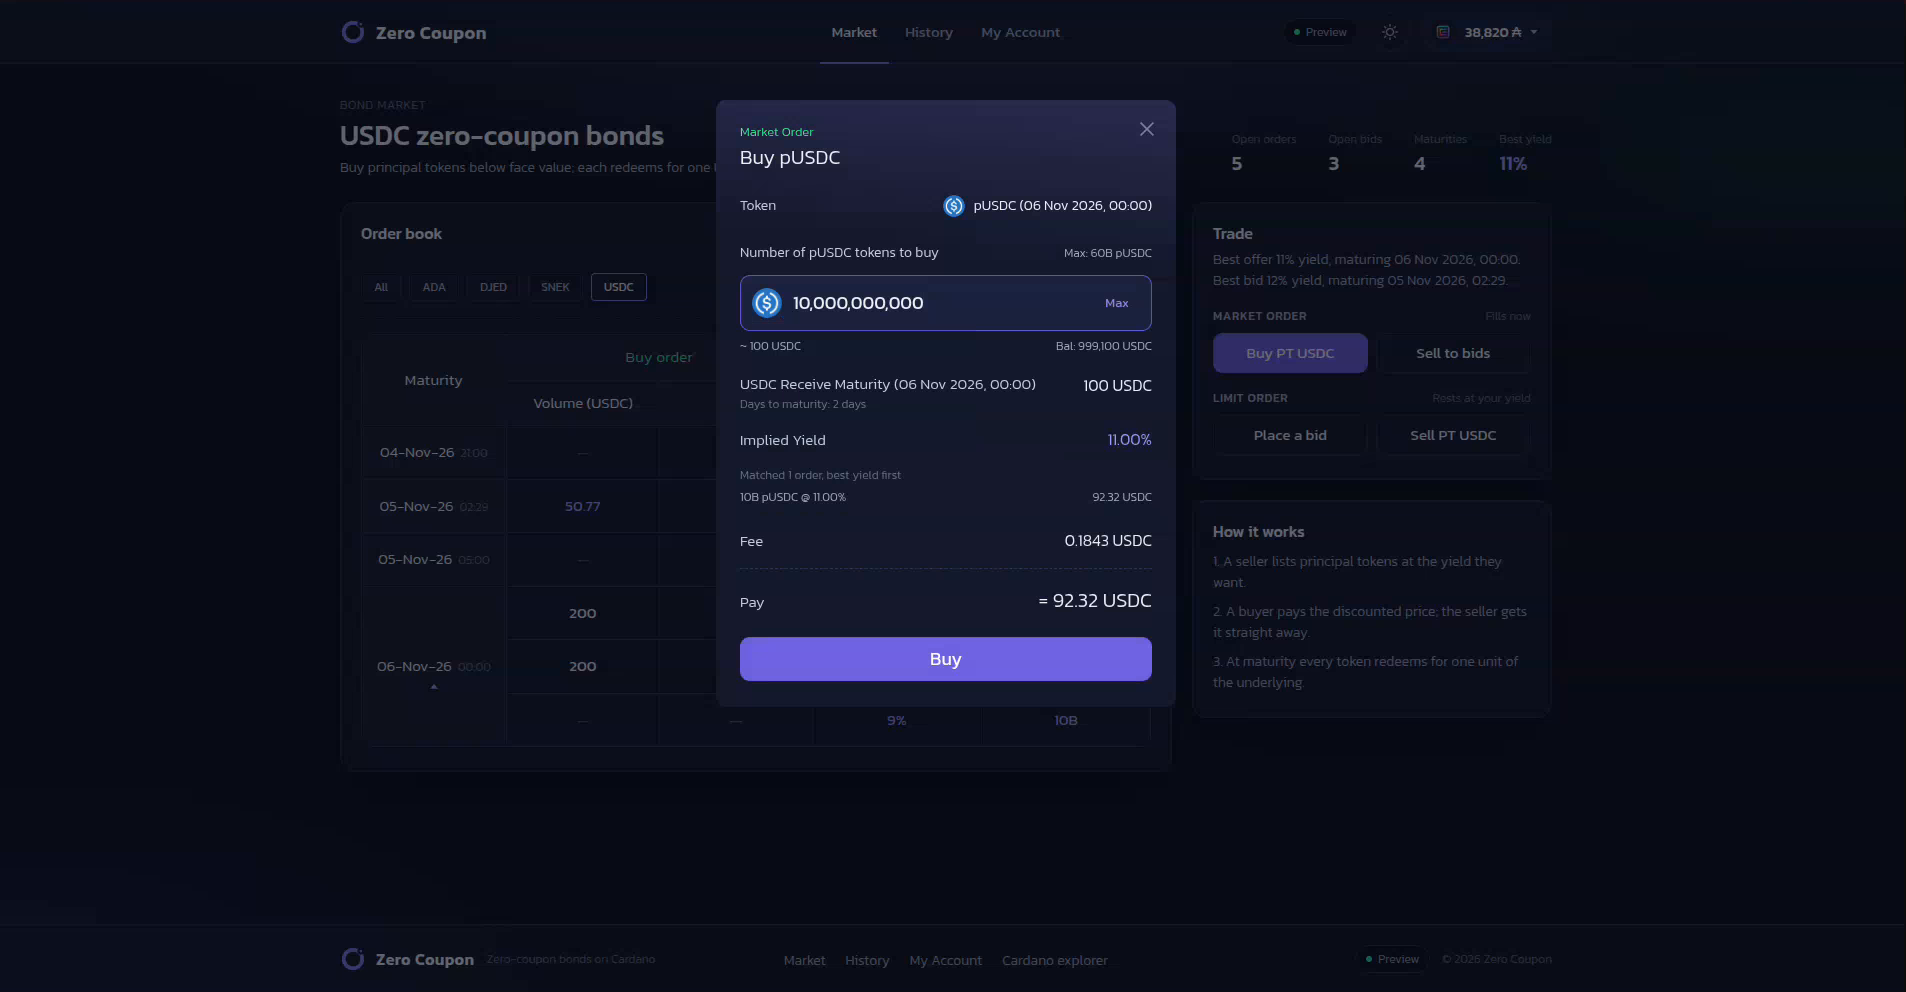 Zero Coupon
Market
History
My Account
Preview
38,820 ₳
BOND MARKET
USDC zero-coupon bonds
Buy principal tokens below face value; each redeems for one
Open orders
5
Open bids
3
Maturities
4
Best yield
11%
Order book
All
ADA
DJED
SNEK
USDC
Maturity
Buy order
Volume (USDC)
04-Nov-26 21:00
—
05-Nov-26 02:29
50.77
05-Nov-26 05:00
—
200
06-Nov-26 00:00
200
—
—
9%
10B
Market Order
Buy pUSDC
Token
pUSDC (06 Nov 2026, 00:00)
Number of pUSDC tokens to buy
Max: 60B pUSDC
10,000,000,000
Max
~ 100 USDC
Bal: 999,100 USDC
USDC Receive Maturity (06 Nov 2026, 00:00)
100 USDC
Days to maturity: 2 days
Implied Yield
11.00%
Matched 1 order, best yield first
10B pUSDC @ 11.00%
92.32 USDC
Fee
0.1843 USDC
Pay
= 92.32 USDC
Buy
Trade
Best offer 11% yield, maturing 06 Nov 2026, 00:00.
Best bid 12% yield, maturing 05 Nov 2026, 02:29.
MARKET ORDER
Fills now
Buy PT USDC
Sell to bids
LIMIT ORDER
Rests at your yield
Place a bid
Sell PT USDC
How it works
1. A seller lists principal tokens at the yield they
want.
2. A buyer pays the discounted price; the seller gets
it straight away.
3. At maturity every token redeems for one unit of
the underlying.
Zero Coupon
Zero-coupon bonds on Cardano
Market
History
My Account
Cardano explorer
Preview
© 2026 Zero Coupon